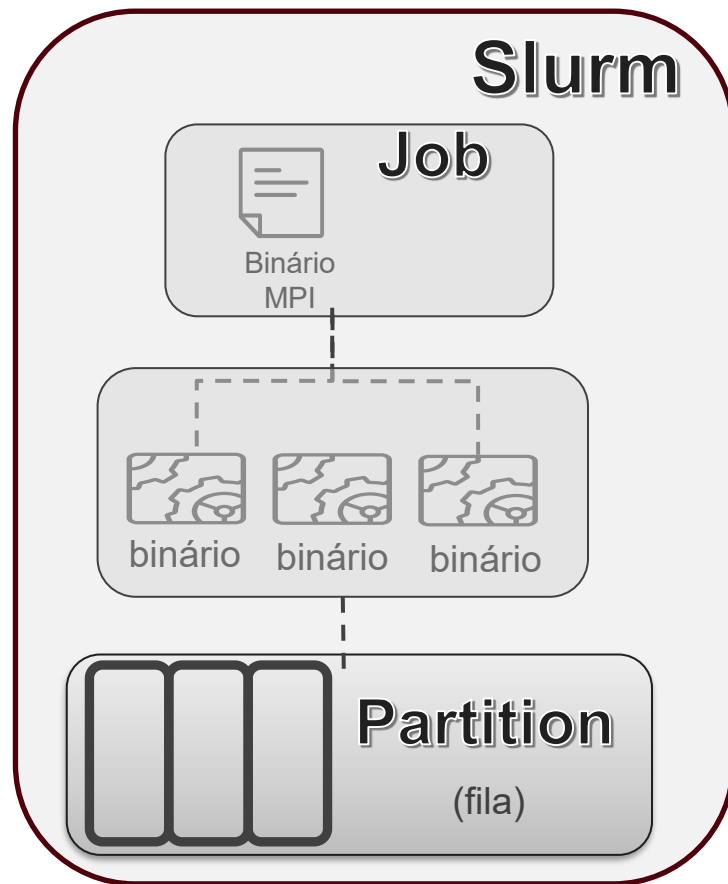 Slurm
Job
Binário
MPI
binário
binário
binário
Partition
(fila)